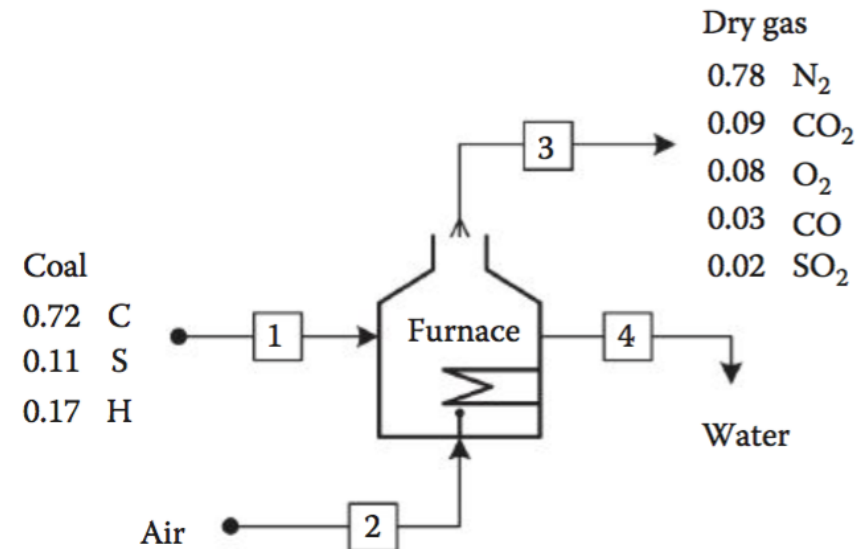 Dry gas
0.78 N₂
0.09 CO₂
0.08 O₂
0.03 CO
0.02 SO₂
3
Coal
0.72 C
0.11 S
0.17 H
1
Furnace
4
Water
Air
2